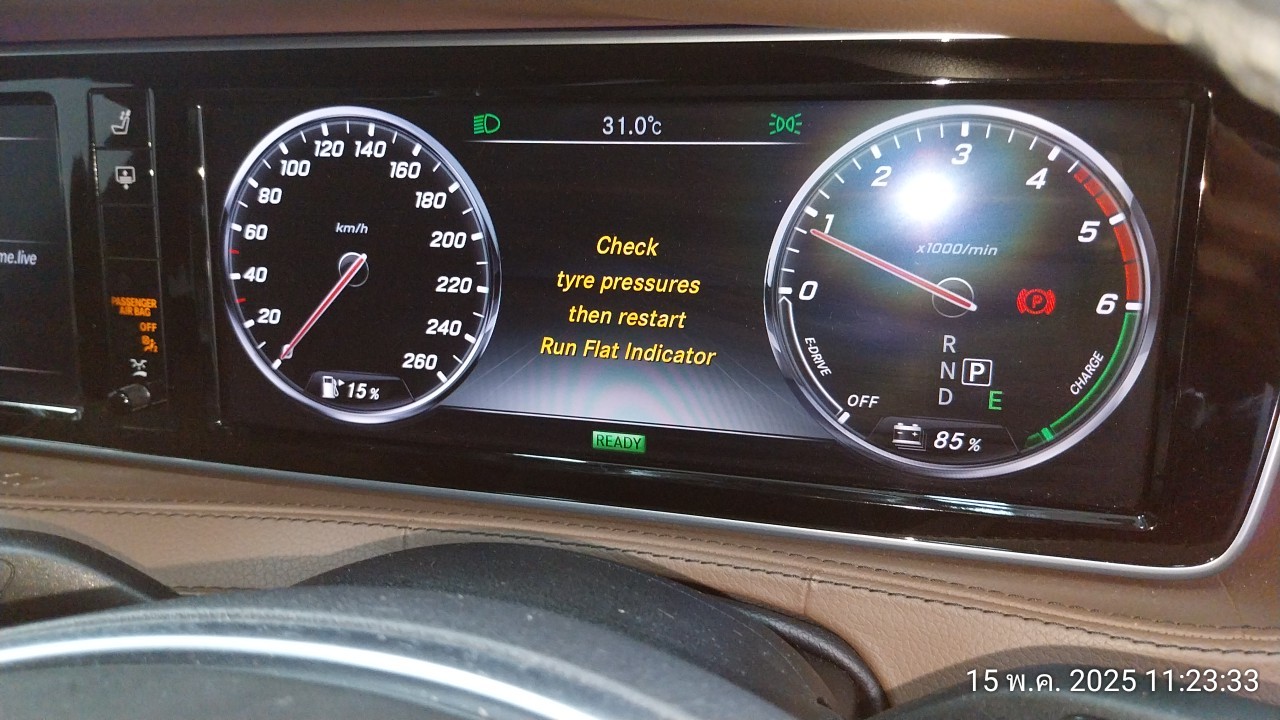 31.0°c
120 140
100 160
80 180
60 200
40 220
20 240
260
km/h
15 %
Check
tyre pressures
then restart
Run Flat Indicator
READY
0
1
2
3
4
5
6
x1000/min
P
R
N P
D E
E-DRIVE
OFF
CHARGE
85 %
me.live
PASSENGER
AIR BAG
OFF
15 พ.ค. 2025 11:23:33